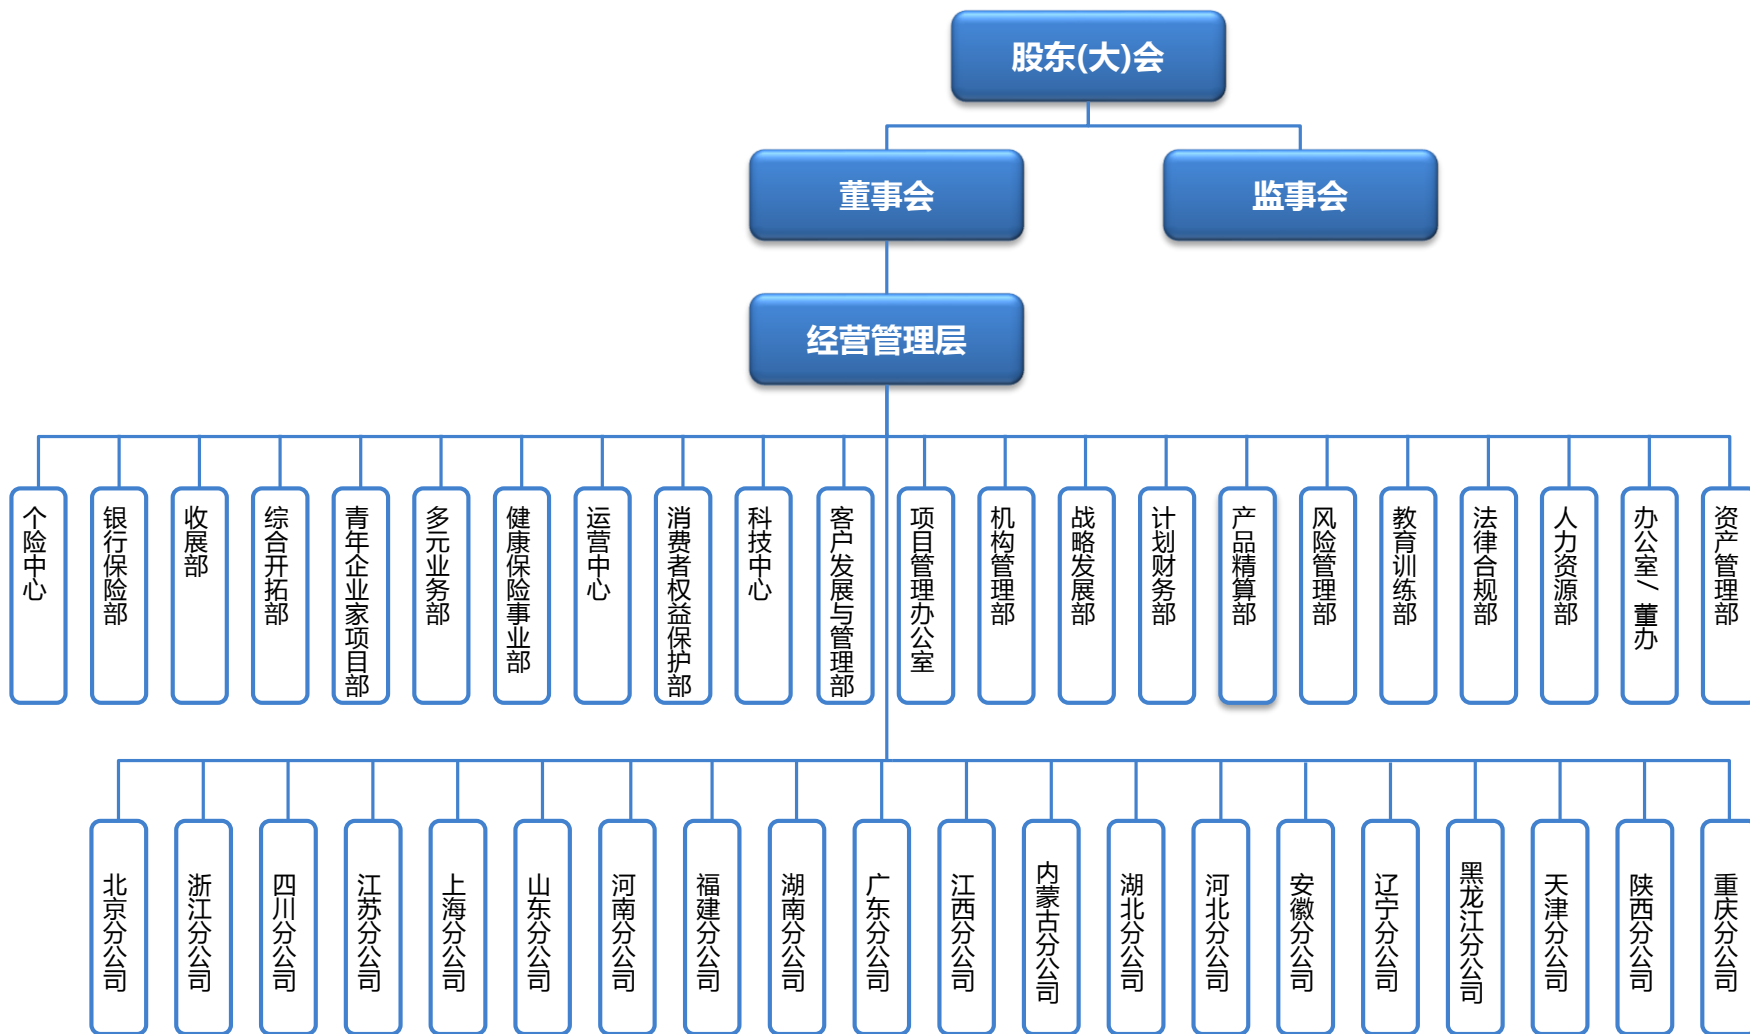 股东(大)会
董事会
监事会
经营管理层
个险中心
银行保险部
收展部
综合开拓部
青年企业家项目部
多元业务部
健康保险事业部
运营中心
消费者权益保护部
科技中心
客户发展与管理部
项目管理办公室
机构管理部
战略发展部
计划财务部
产品精算部
风险管理部
教育训练部
法律合规部
人力资源部
办公室/董办
资产管理部
北京分公司
浙江分公司
四川分公司
江苏分公司
上海分公司
山东分公司
河南分公司
福建分公司
湖南分公司
广东分公司
江西分公司
内蒙古分公司
湖北分公司
河北分公司
安徽分公司
辽宁分公司
黑龙江分公司
天津分公司
陕西分公司
重庆分公司